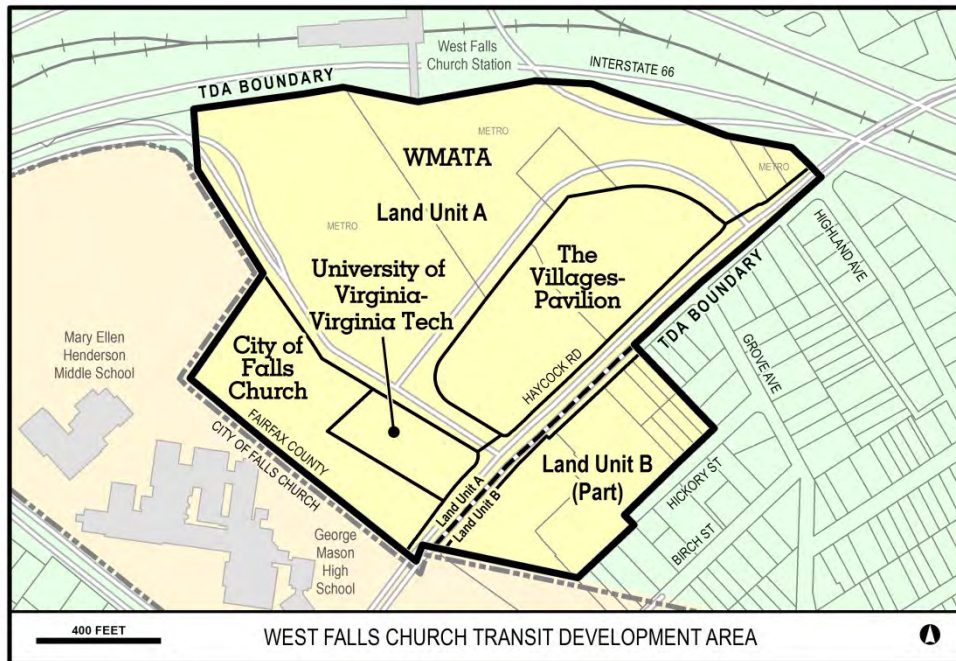 West Falls
Church Station
INTERSTATE 66
TDA BOUNDARY
METRO
WMATA
METRO
Land Unit A
METRO
HIGHLAND AVE
The
Villages-
Pavilion
University of
Virginia-
Virginia Tech
TDA BOUNDARY
Mary Ellen
Henderson
Middle School
City of
Falls
Church
HAYCOCK RD
GROVE AVE
FAIRFAX COUNTY
CITY OF FALLS CHURCH
Land Unit A
Land Unit B
Land Unit B
(Part)
HICKORY ST
BIRCH ST
George
Mason
High
School
400 FEET
WEST FALLS CHURCH TRANSIT DEVELOPMENT AREA